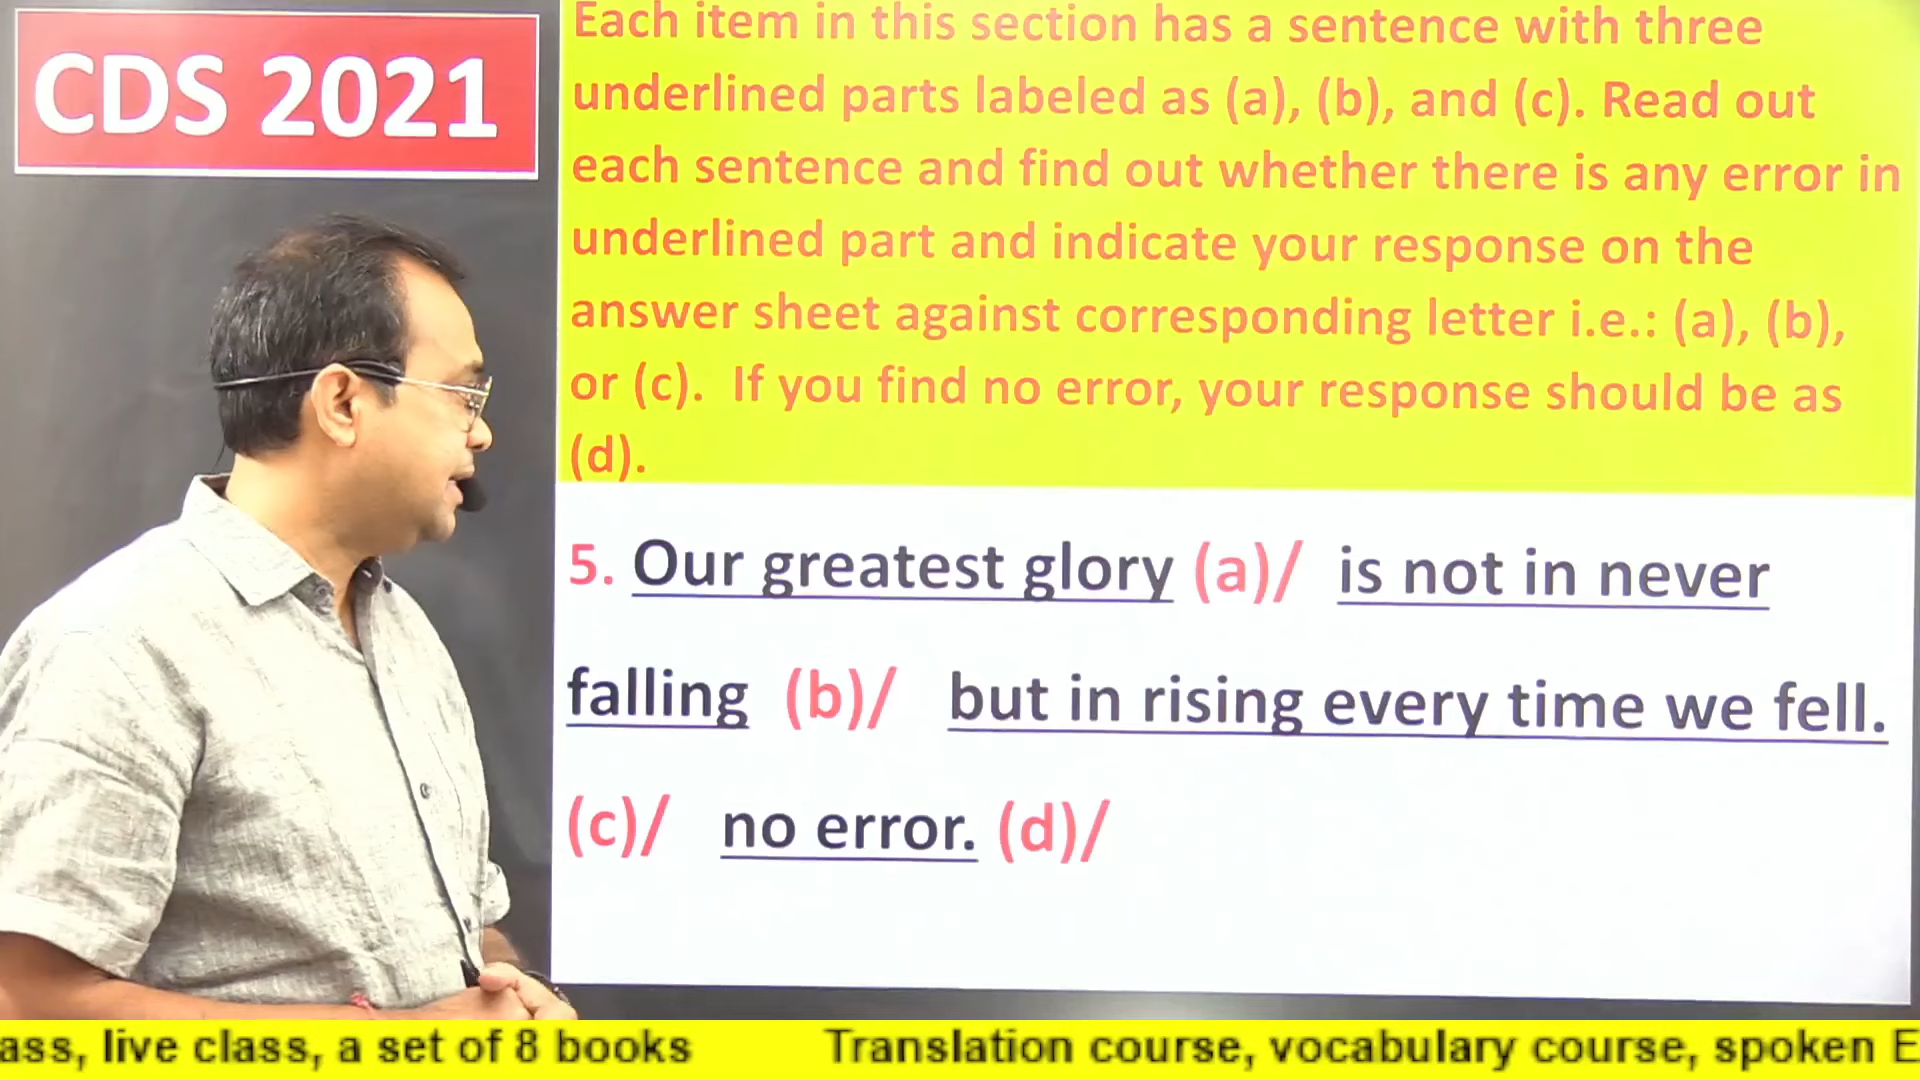 CDS 2021
Each item in this section has a sentence with three
underlined parts labeled as (a), (b), and (c). Read out
each sentence and find out whether there is any error in
underlined part and indicate your response on the
answer sheet against corresponding letter i.e.: (a), (b),
or (c). If you find no error, your response should be as
(d).
5. Our greatest glory (a)/ is not in never
falling (b)/ but in rising every time we fell.
(c)/ no error. (d)/
ass, live class, a set of 8 books Translation course, vocabulary course, spoken E